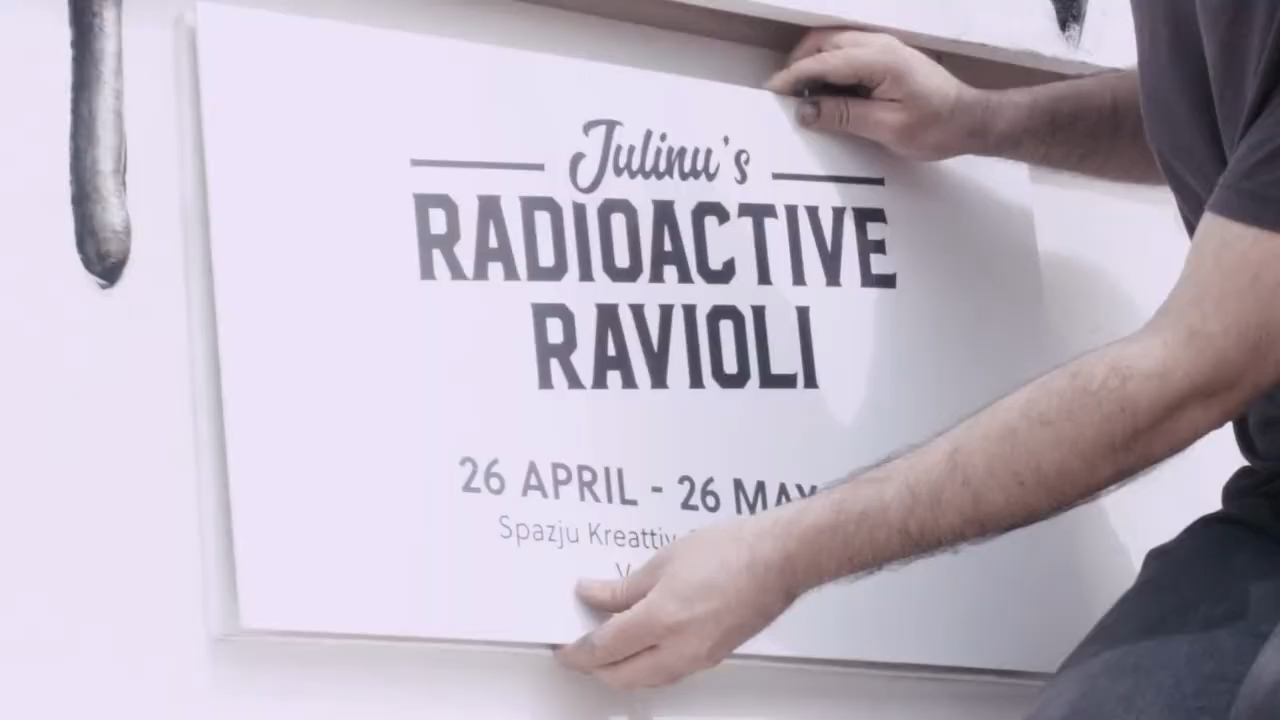 Julinu's
RADIOACTIVE
RAVIOLI
26 APRIL - 26 MAY
Spazju Kreattiv